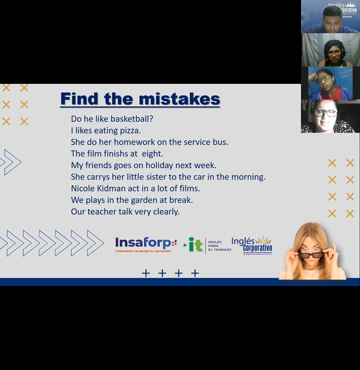 Find the mistakes
Do he like basketball?
I likes eating pizza.
She do her homework on the service bus.
The film finishs at eight.
My friends goes on holiday next week.
She carrys her little sister to the car in the morning.
Nicole Kidman act in a lot of films.
We plays in the garden at break.
Our teacher talk very clearly.
Insaforp
it
INGLÉS
PARA
EL TRABAJO
Inglés
Corporativo